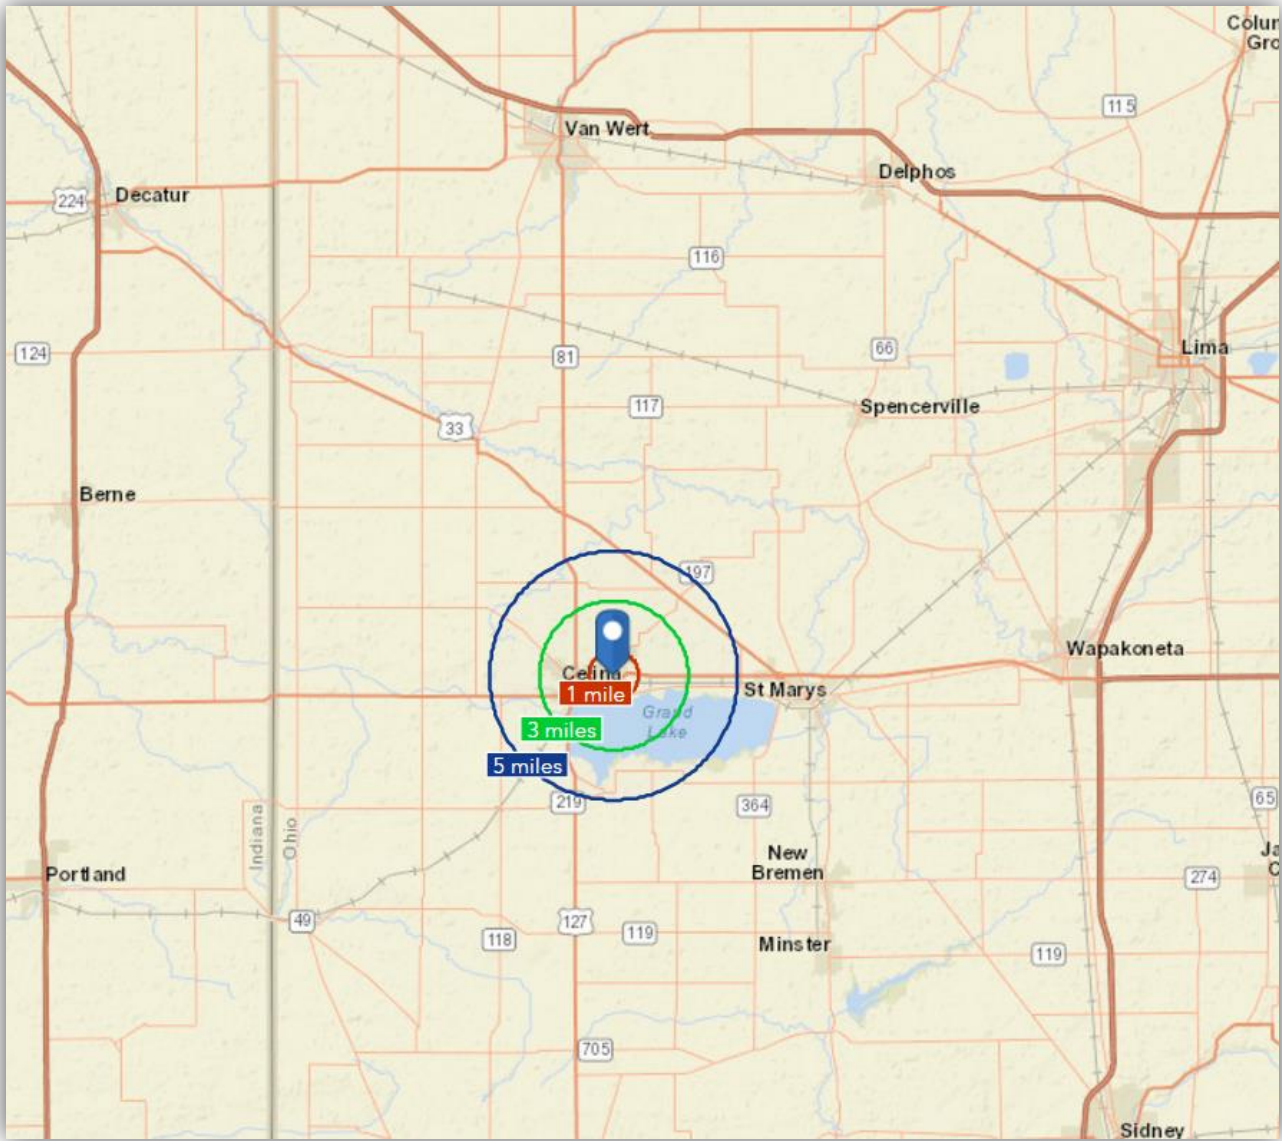 Colum
Gro
115
Van Wert
Delphos
224
Decatur
116
124
81
66
Lima
117
Spencerville
33
Berne
197
Celina
Wapakoneta
1 mile
St Marys
Grand
Lake
3 miles
5 miles
219
364
65
Indiana
Ohio
New
Bremen
Ja
C
Portland
274
49
127
118
119
Minster
119
705
Sidney